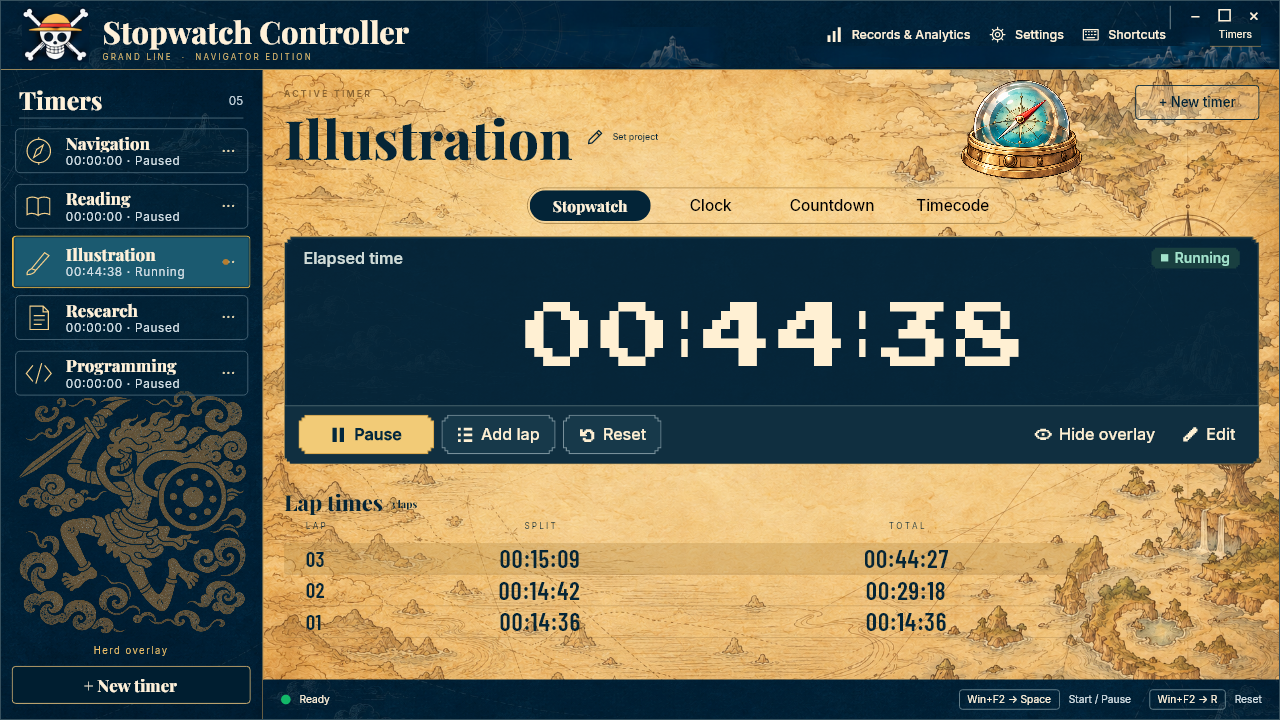 Stopwatch Controller
GRAND LINE · NAVIGATOR EDITION
Records & Analytics
Settings
Shortcuts
Timers
Timers
05
Navigation
00:00:00 · Paused
Reading
00:00:00 · Paused
Illustration
00:44:38 · Running
Research
00:00:00 · Paused
Programming
00:00:00 · Paused
Herd overlay
+ New timer
ACTIVE TIMER
Illustration
Set project
+ New timer
Stopwatch
Clock
Countdown
Timecode
Elapsed time
Running
00:44:38
Pause
Add lap
Reset
Hide overlay
Edit
Lap times 3 laps
LAP SPLIT TOTAL
03 00:15:09 00:44:27
02 00:14:42 00:29:18
01 00:14:36 00:14:36
Ready
Win+F2 → Space
Start / Pause
Win+F2 → R
Reset